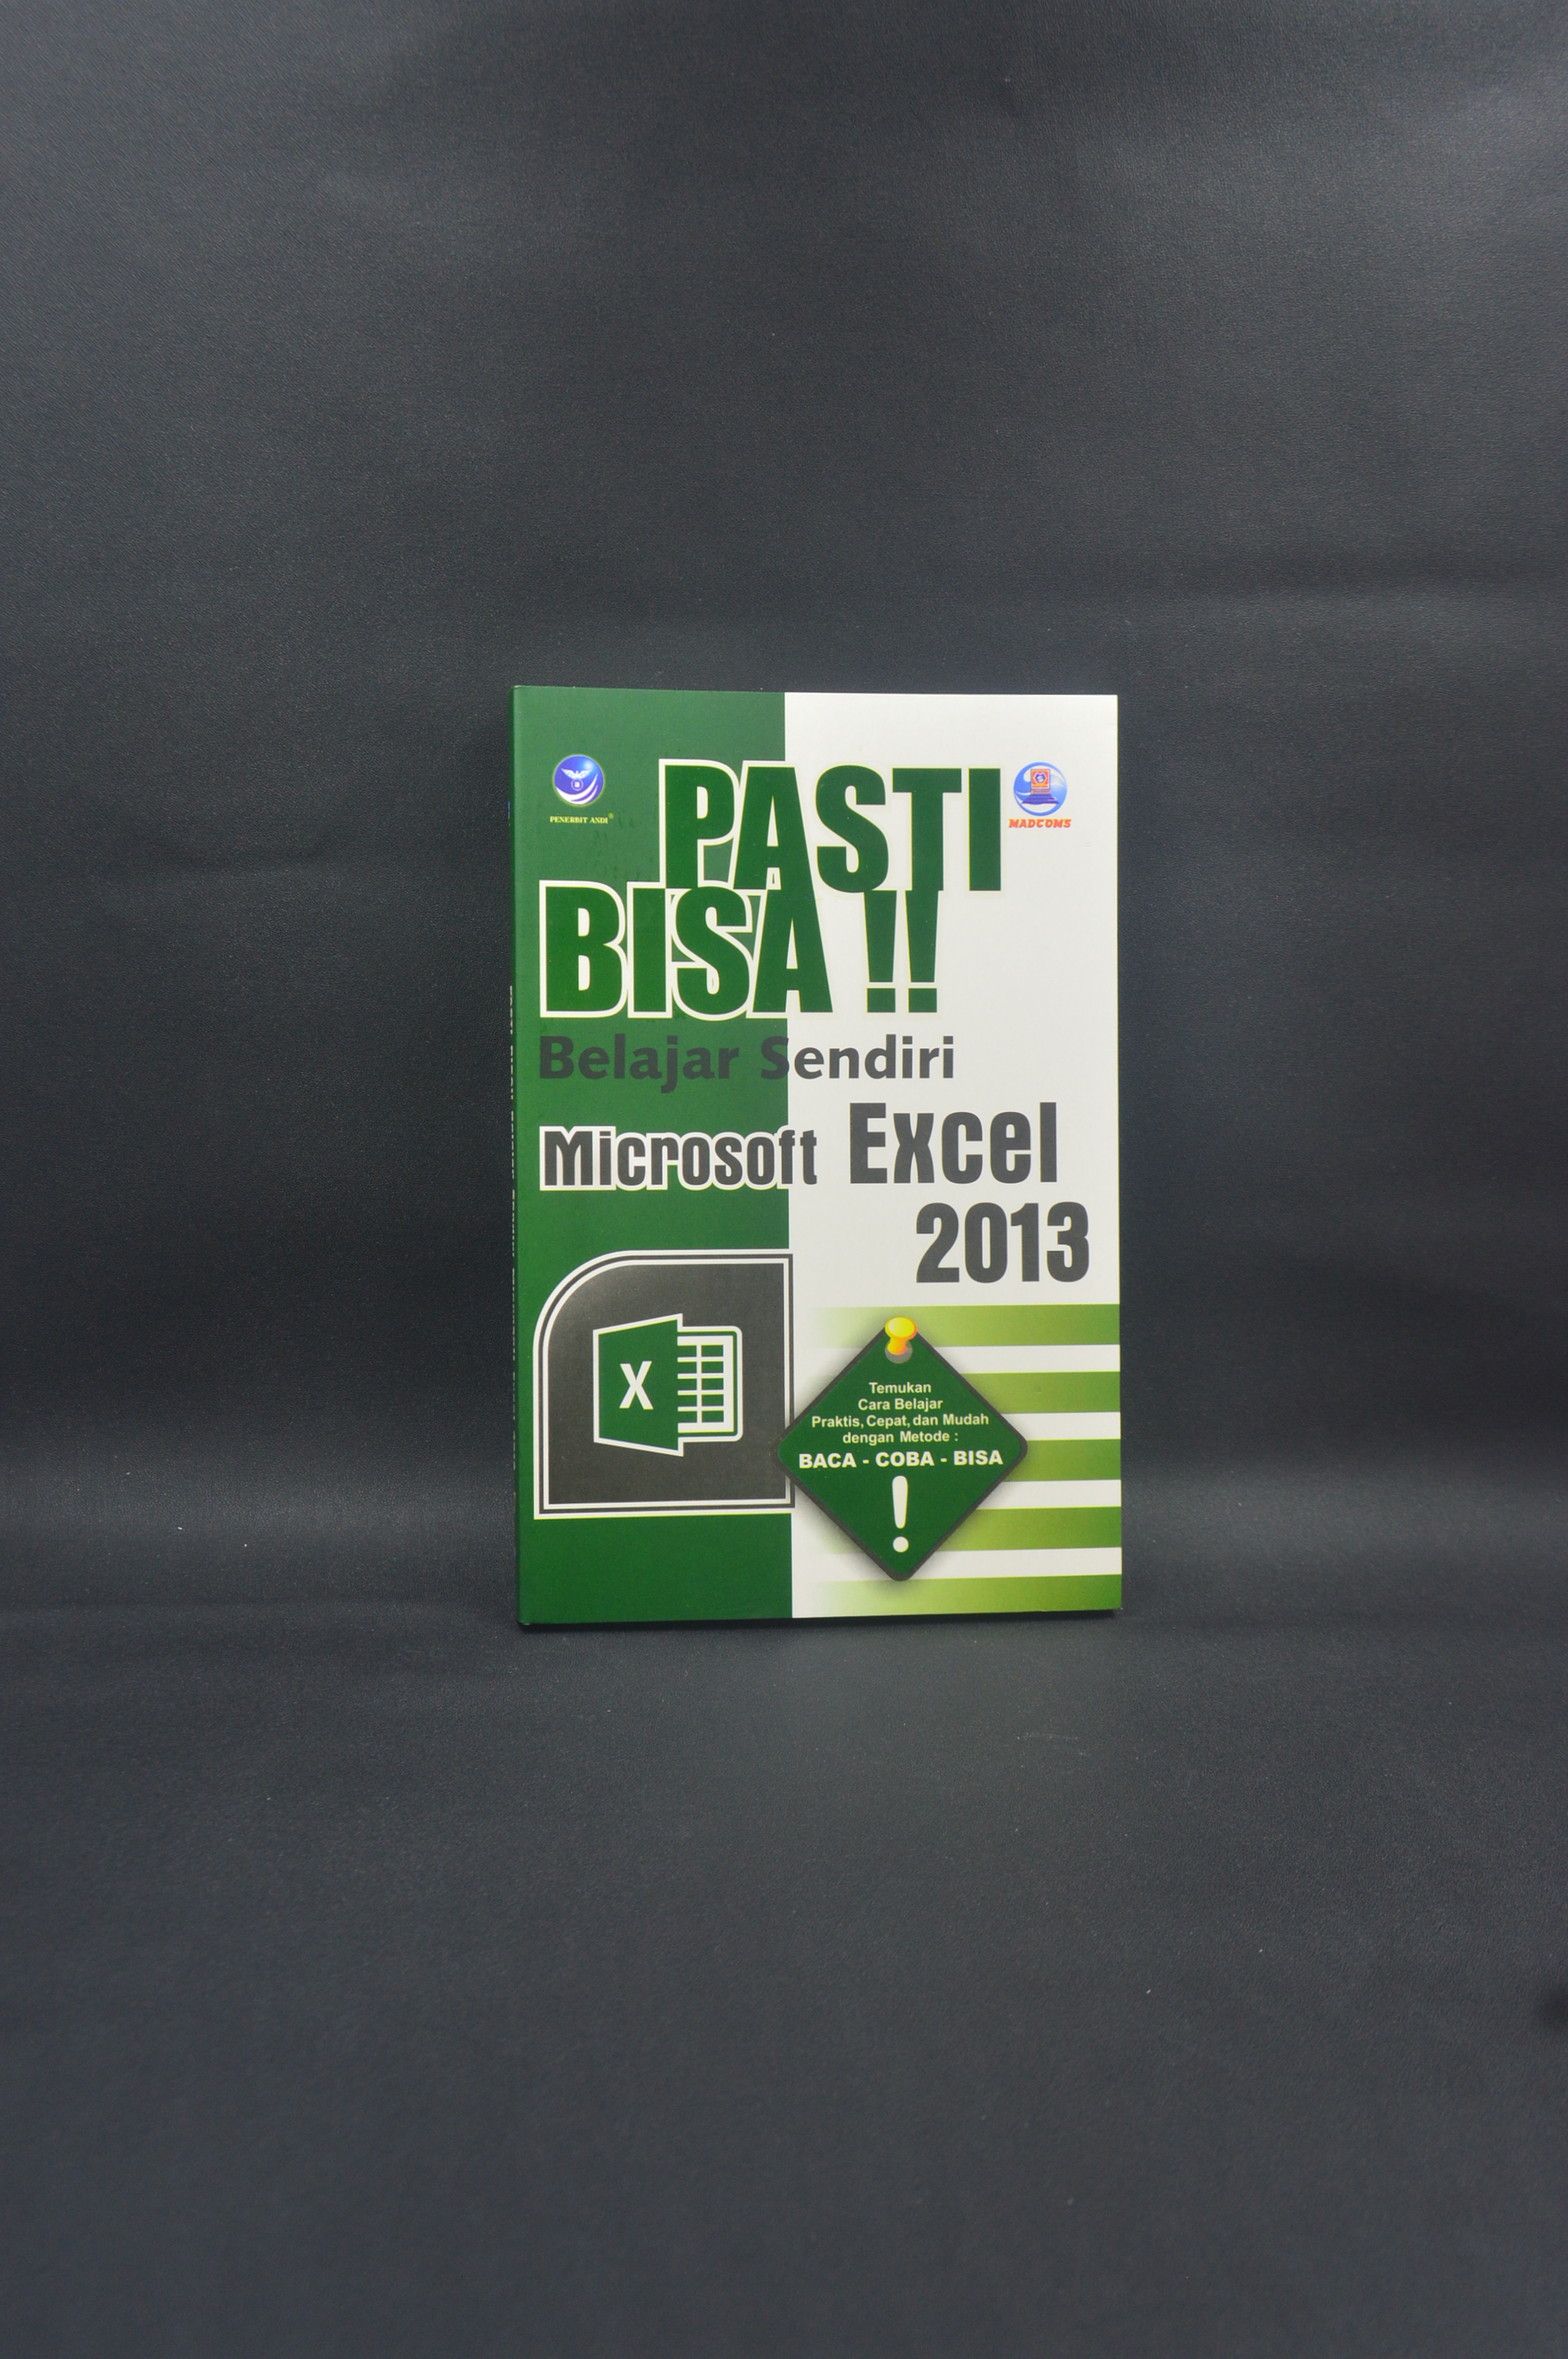 PENERBIT ANDI®
MADCOMS
PASTI
BISA !!
Belajar Sendiri
Microsoft Excel
2013
X
Temukan
Cara Belajar
Praktis, Cepat, dan Mudah
dengan Metode :
BACA - COBA - BISA
!